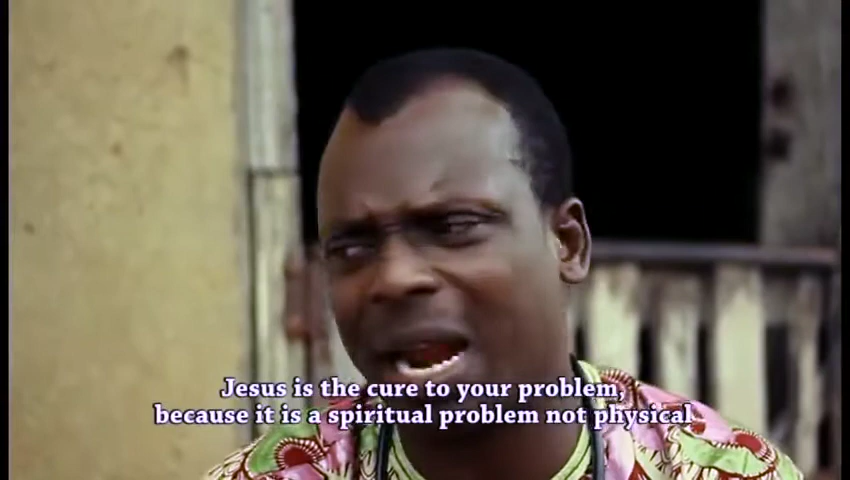 Jesus is the cure to your problem,
because it is a spiritual problem not physical